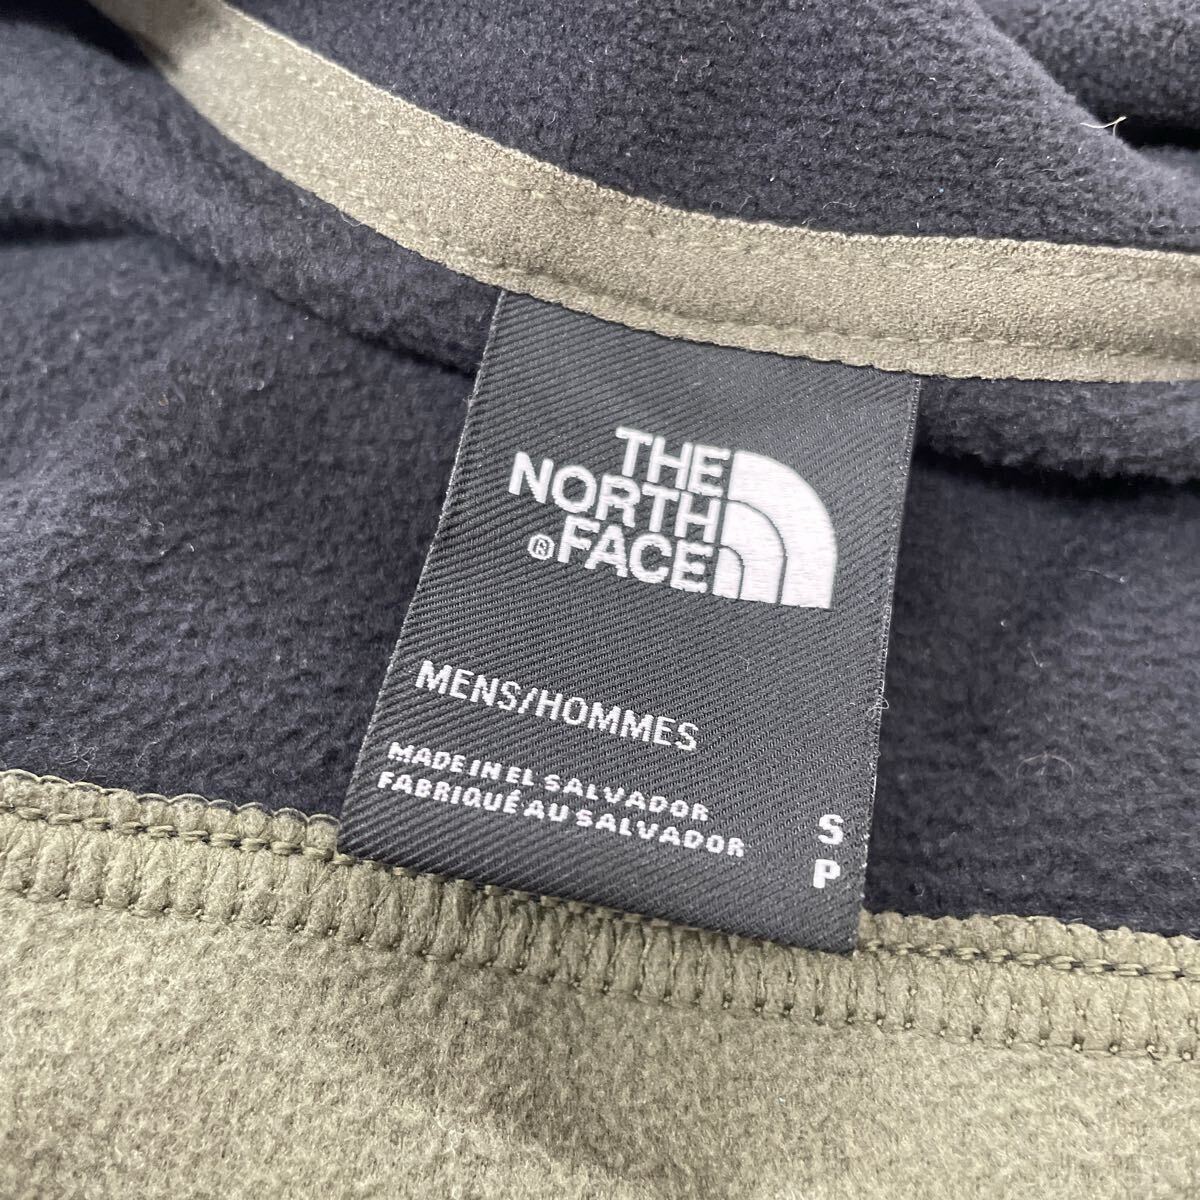 THE
NORTH
®FACE
MENS/HOMMES
MADE IN EL SALVADOR
FABRIQUÉ AU SALVADOR
S
P